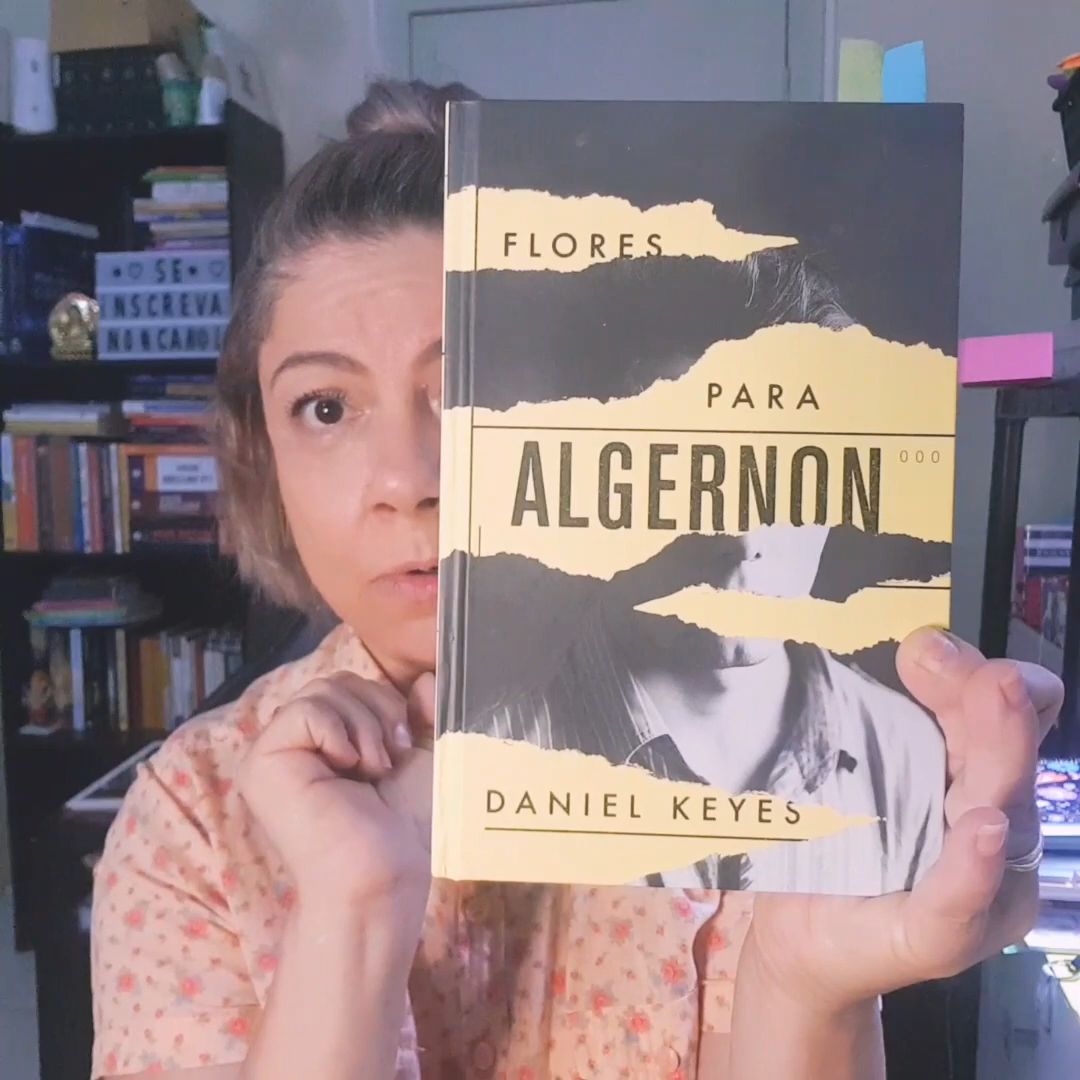 FLORES
PARA
ALGERNON
DANIEL KEYES
SE
INSCREVA
NO CANAL